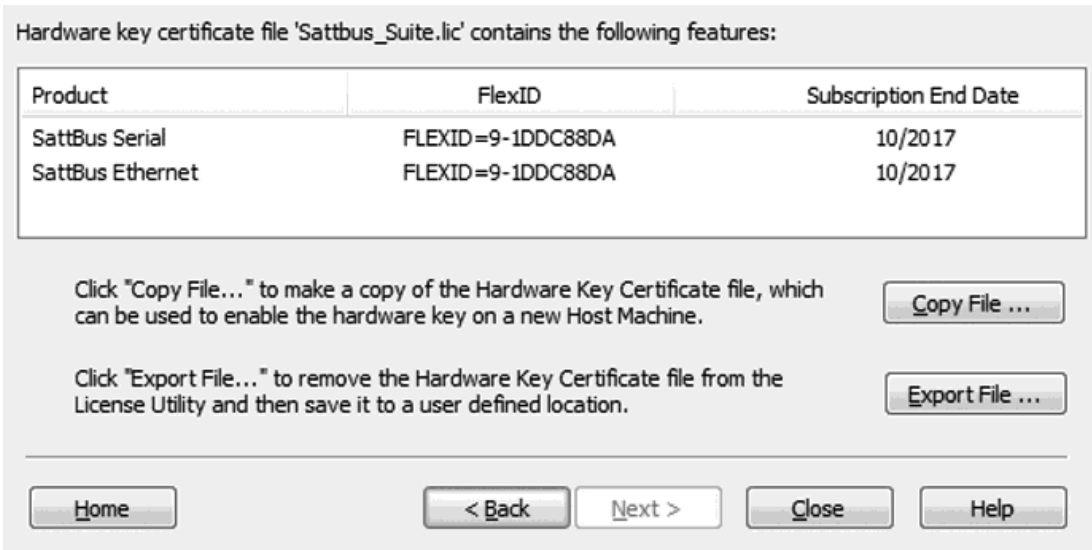 Hardware key certificate file 'Sattbus_Suite.lic' contains the following features:
Product FlexID Subscription End Date
SattBus Serial FLEXID=9-1DDC88DA 10/2017
SattBus Ethernet FLEXID=9-1DDC88DA 10/2017
Click "Copy File..." to make a copy of the Hardware Key Certificate file, which
can be used to enable the hardware key on a new Host Machine.
Copy File ...
Click "Export File..." to remove the Hardware Key Certificate file from the
License Utility and then save it to a user defined location.
Export File ...
Home < Back Next > Close Help